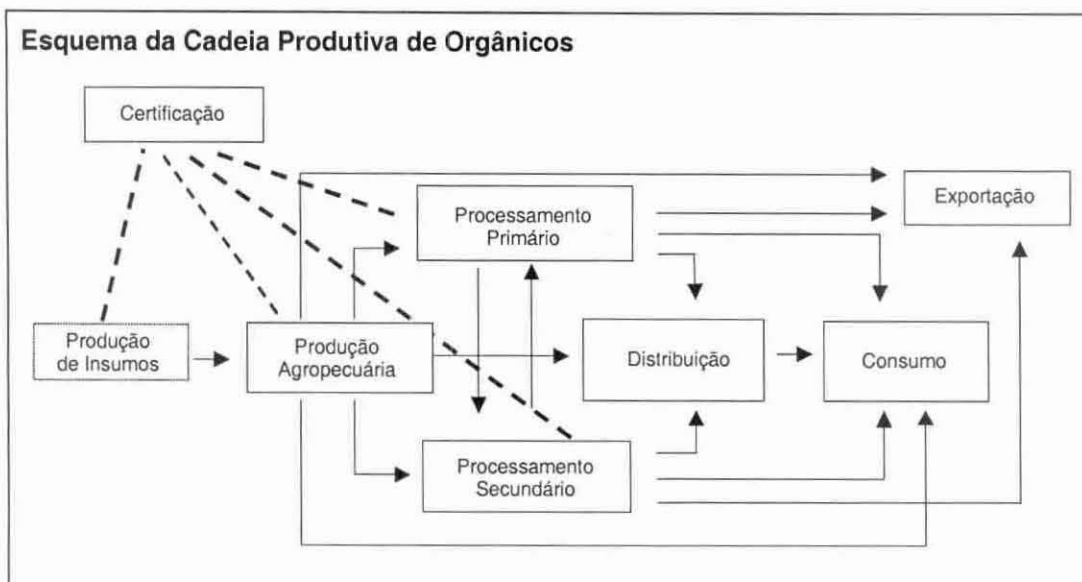 Esquema da Cadeia Produtiva de Orgânicos
Certificação
Exportação
Processamento
Primário
Produção
de Insumos
Produção
Agropecuária
Distribuição
Consumo
Processamento
Secundário